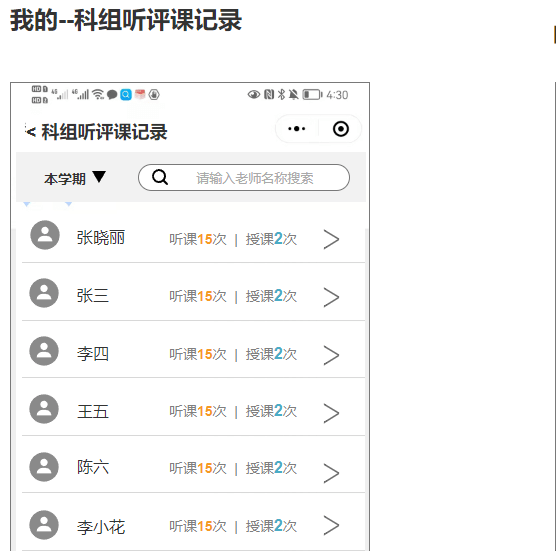 我的--科组听评课记录
4:30
< 科组听评课记录
本学期 ▼ 请输入老师名称搜索
张晓丽 听课15次 | 授课2次 >
张三 听课15次 | 授课2次 >
李四 听课15次 | 授课2次 >
王五 听课15次 | 授课2次 >
陈六 听课15次 | 授课2次 >
李小花 听课15次 | 授课2次 >